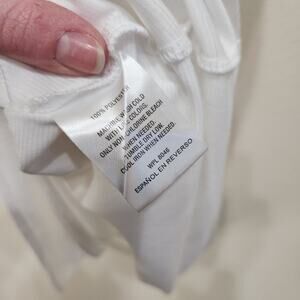 100% POLYESTER
MACHINE WASH COLD
WITH LIKE COLORS.
ONLY NON-CHLORINE BLEACH
WHEN NEEDED.
TUMBLE DRY LOW.
COOL IRON WHEN NEEDED.
WPL 8046
ESPAÑOL EN REVERSO